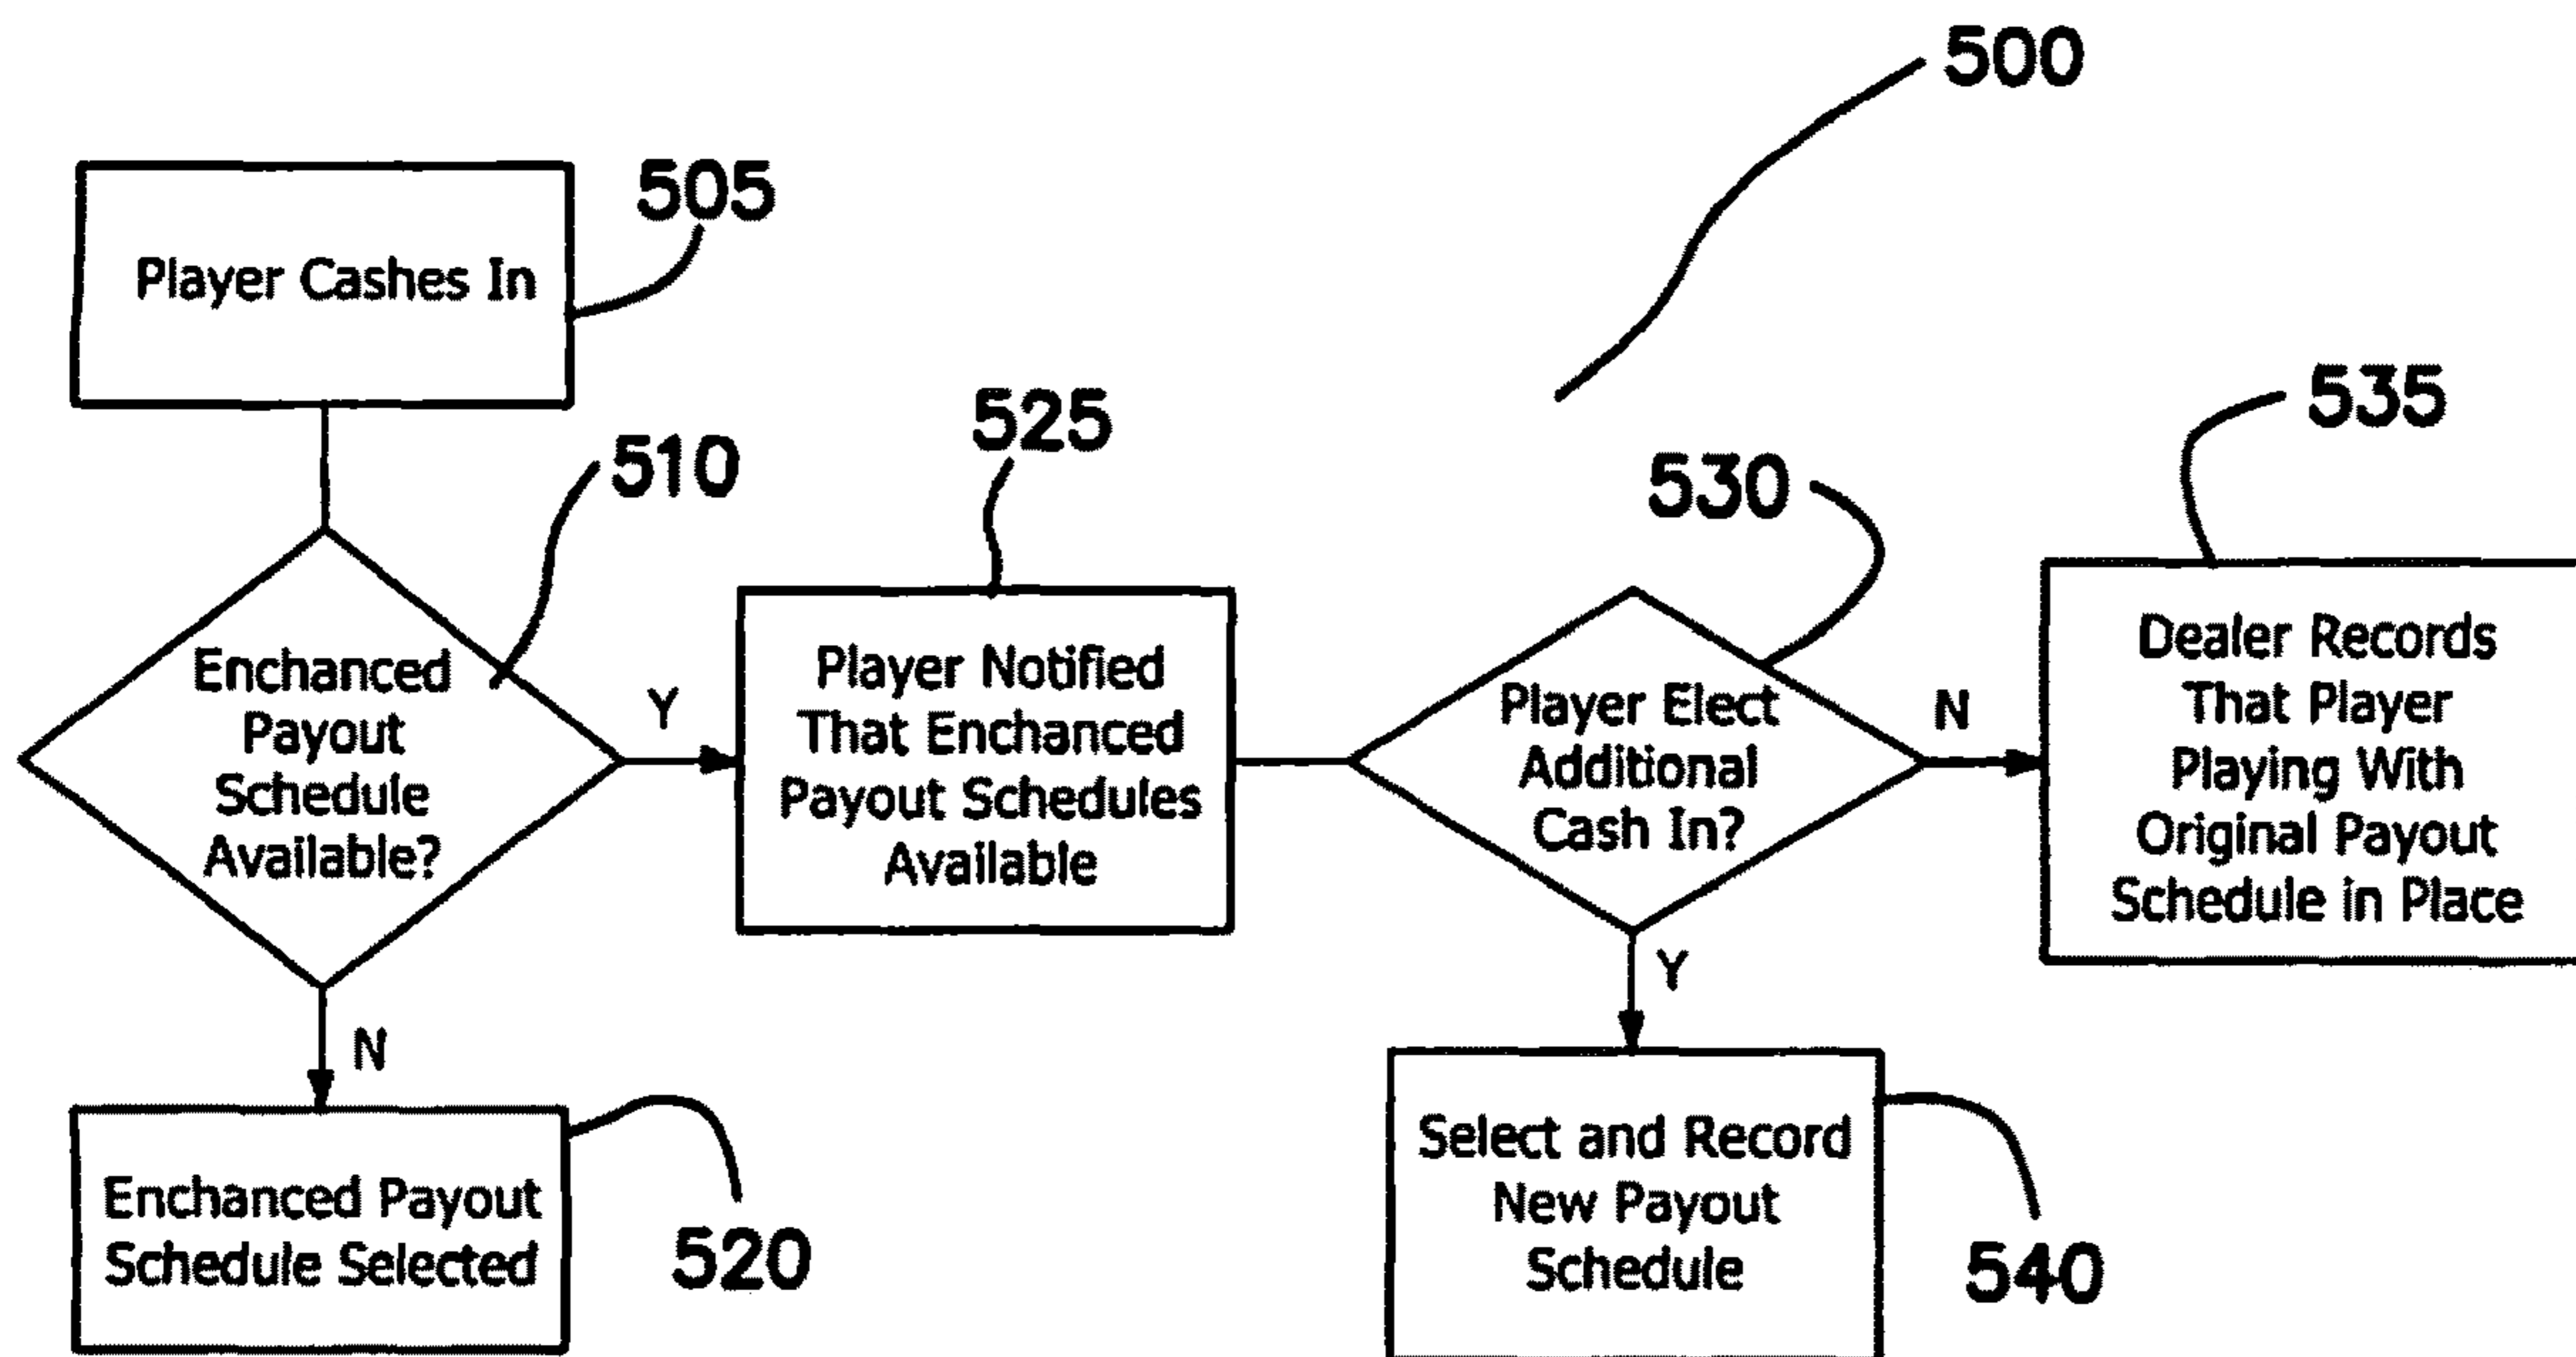 500
505
Player Cashes In
510
Enchanced
Payout
Schedule
Available?
Y
N
Enchanced Payout
Schedule Selected
520
525
Player Notified
That Enchanced
Payout Schedules
Available
530
Player Elect
Additional
Cash In?
N
Y
535
Dealer Records
That Player
Playing With
Original Payout
Schedule in Place
Select and Record
New Payout
Schedule
540